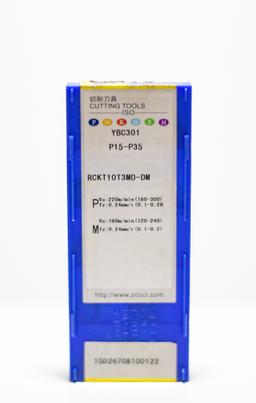 切削刀具
CUTTING TOOLS
ISO
P M K N S H
YBC301
P15-P35
RCKT10T3MO-DM
P Vc:220m/min(160-300)
fz:0.24mm/r(0.1-0.28
M Vc:180m/min(120-240)
fz:0.24mm/r(0.1-0.2)
http://www.zccct.com
10026708100122